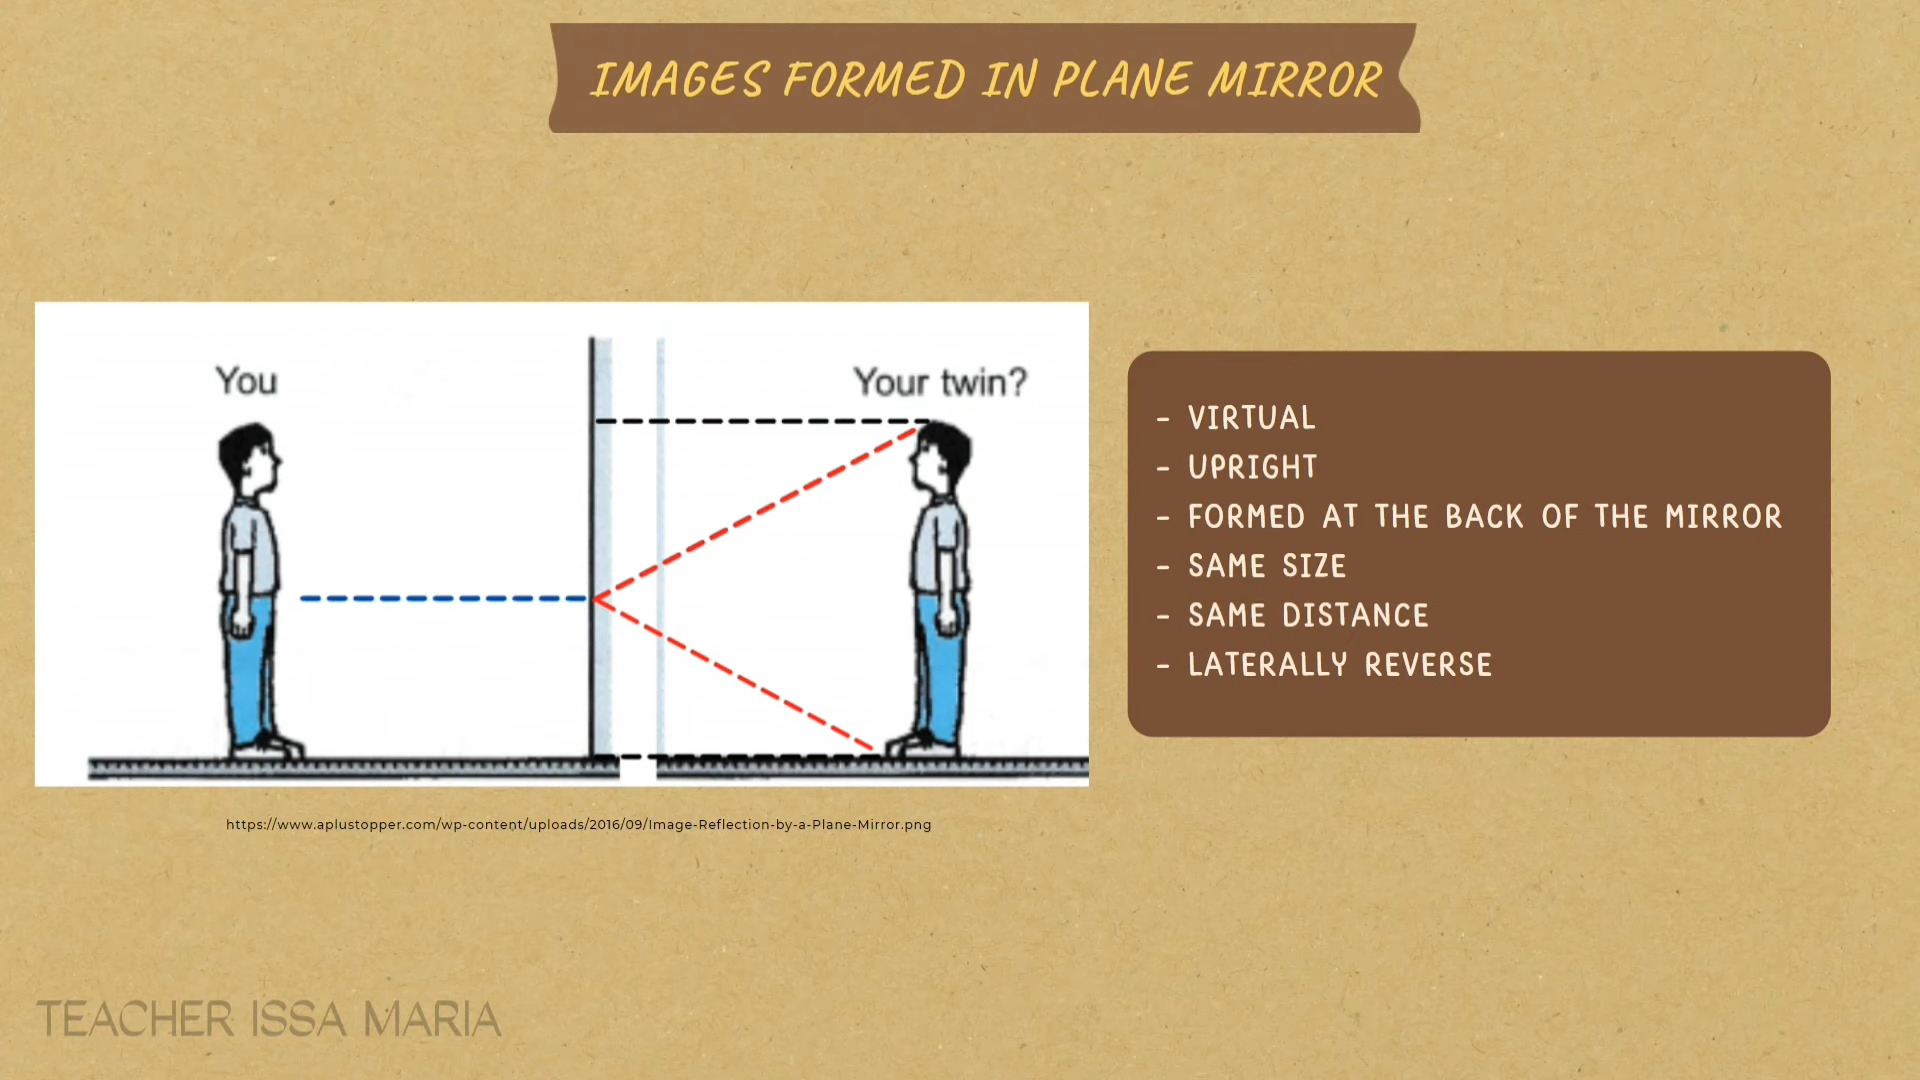 IMAGES FORMED IN PLANE MIRROR
You
Your twin?
- VIRTUAL
- UPRIGHT
- FORMED AT THE BACK OF THE MIRROR
- SAME SIZE
- SAME DISTANCE
- LATERALLY REVERSE
https://www.aplustopper.com/wp-content/uploads/2016/09/Image-Reflection-by-a-Plane-Mirror.png
TEACHER ISSA MARIA